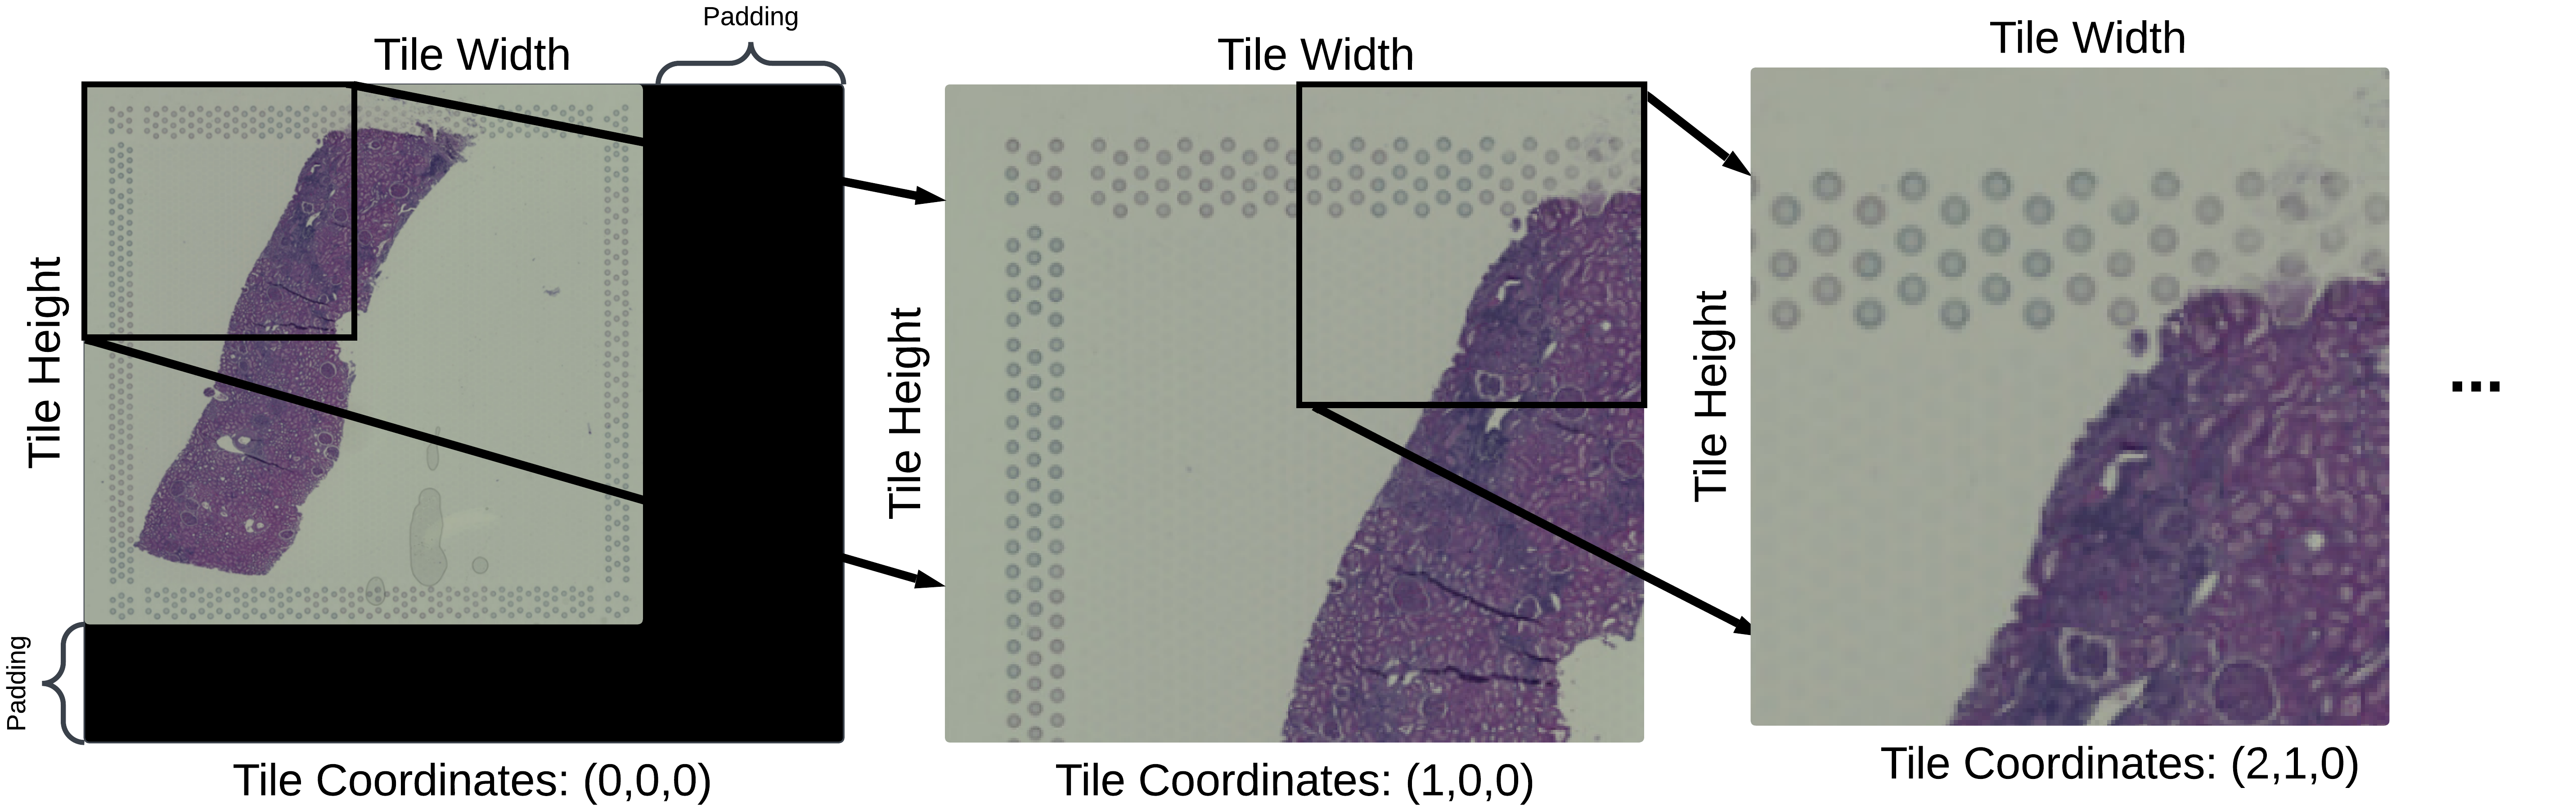 Padding
Tile Width
Tile Width
Tile Width
Tile Height
Tile Height
Tile Height
Padding
...
Tile Coordinates: (0,0,0)
Tile Coordinates: (1,0,0)
Tile Coordinates: (2,1,0)